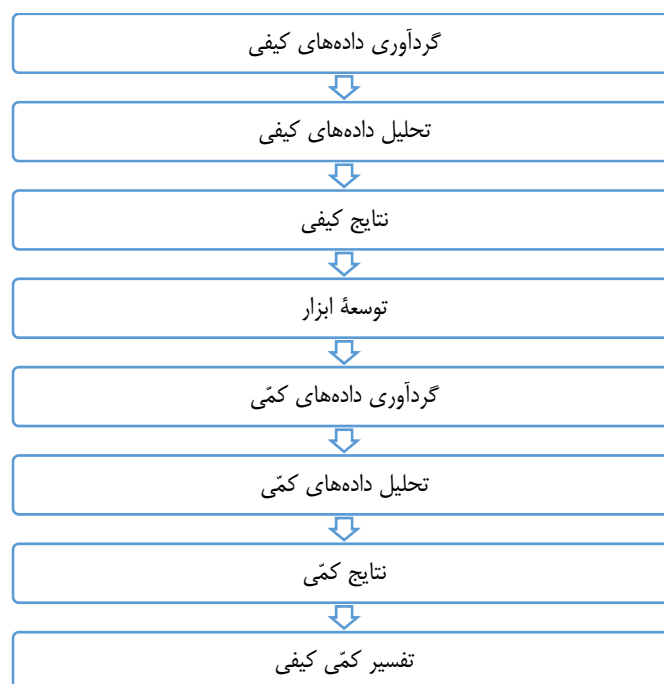 گردآوری داده‌های کیفی
تحلیل داده‌های کیفی
نتایج کیفی
توسعهٔ ابزار
گردآوری داده‌های کمّی
تحلیل داده‌های کمّی
نتایج کمّی
تفسیر کمّی کیفی